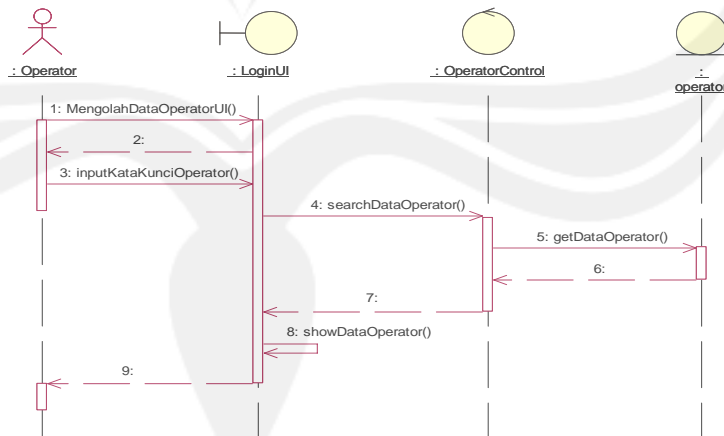 : Operator
: LoginUI
: OperatorControl
:
operator
1: MengolahDataOperatorUI()
2:
3: inputKataKunciOperator()
4: searchDataOperator()
5: getDataOperator()
6:
7:
8: showDataOperator()
9: